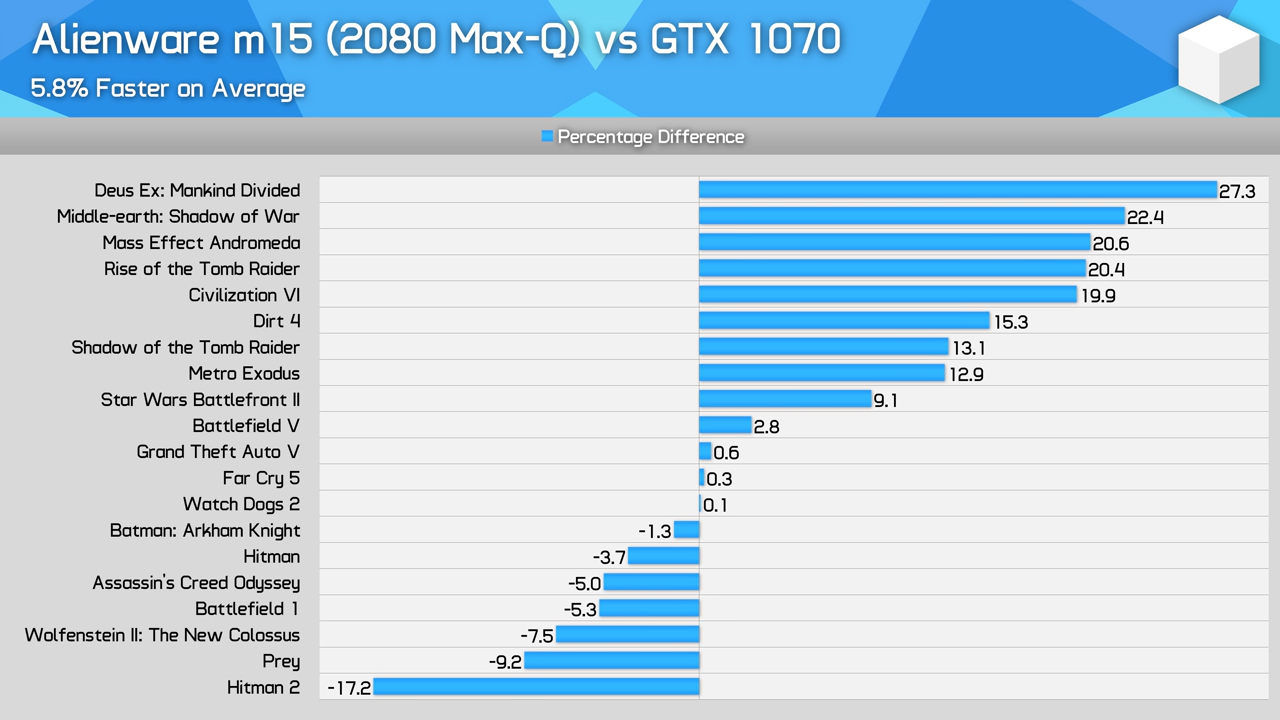 Alienware m15 (2080 Max-Q) vs GTX 1070
5.8% Faster on Average
Percentage Difference
Deus Ex: Mankind Divided 27.3
Middle-earth: Shadow of War 22.4
Mass Effect Andromeda 20.6
Rise of the Tomb Raider 20.4
Civilization VI 19.9
Dirt 4 15.3
Shadow of the Tomb Raider 13.1
Metro Exodus 12.9
Star Wars Battlefront II 9.1
Battlefield V 2.8
Grand Theft Auto V 0.6
Far Cry 5 0.3
Watch Dogs 2 0.1
Batman: Arkham Knight -1.3
Hitman -3.7
Assassin's Creed Odyssey -5.0
Battlefield 1 -5.3
Wolfenstein II: The New Colossus -7.5
Prey -9.2
Hitman 2 -17.2